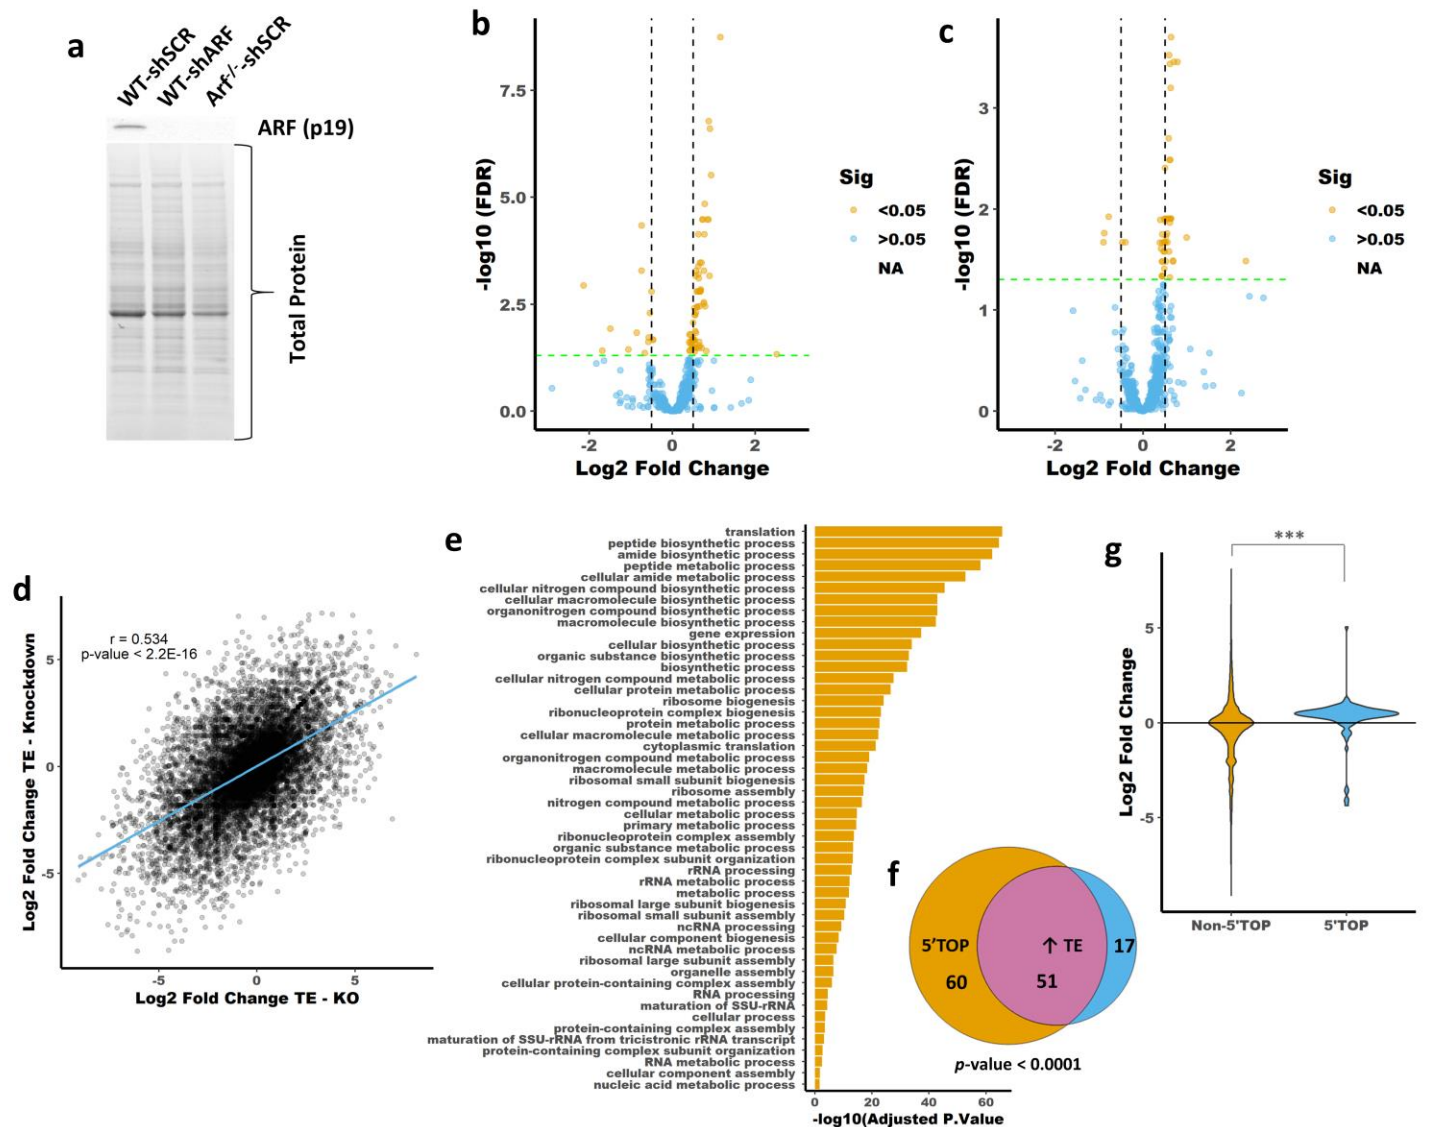 a
WT-shSCR
WT-shARF
Arf-/--shSCR
ARF (p19)
Total Protein
b
7.5
5.0
2.5
0.0
-log10 (FDR)
-2
0
2
Log2 Fold Change
Sig
<0.05
>0.05
NA
c
3
2
1
0
-log10 (FDR)
-2
0
2
Log2 Fold Change
Sig
<0.05
>0.05
NA
d
r = 0.534
p-value < 2.2E-16
5
0
-5
Log2 Fold Change TE - Knockdown
-5
0
5
Log2 Fold Change TE - KO
e
translation
peptide biosynthetic process
amide biosynthetic process
peptide metabolic process
cellular amide metabolic process
cellular nitrogen compound biosynthetic process
cellular macromolecule biosynthetic process
organonitrogen compound biosynthetic process
macromolecule biosynthetic process
gene expression
cellular biosynthetic process
organic substance biosynthetic process
biosynthetic process
cellular nitrogen compound metabolic process
cellular protein metabolic process
ribosome biogenesis
ribonucleoprotein complex biogenesis
protein metabolic process
cellular macromolecule metabolic process
cytoplasmic translation
organonitrogen compound metabolic process
macromolecule metabolic process
ribosomal small subunit biogenesis
ribosome assembly
nitrogen compound metabolic process
cellular metabolic process
primary metabolic process
ribonucleoprotein complex assembly
organic substance metabolic process
ribonucleoprotein complex subunit organization
rRNA processing
rRNA metabolic process
metabolic process
ribosomal large subunit biogenesis
ribosomal small subunit assembly
ncRNA processing
cellular component biogenesis
ncRNA metabolic process
ribosomal large subunit assembly
organelle assembly
cellular protein-containing complex assembly
RNA processing
maturation of SSU-rRNA
cellular process
protein-containing complex assembly
maturation of SSU-rRNA from tricistronic rRNA transcript
protein-containing complex subunit organization
RNA metabolic process
cellular component assembly
nucleic acid metabolic process
0
20
40
60
-log10(Adjusted P.Value
f
5'TOP
60
↑ TE
51
17
p-value < 0.0001
g
***
5
0
-5
Log2 Fold Change
Non-5'TOP
5'TOP